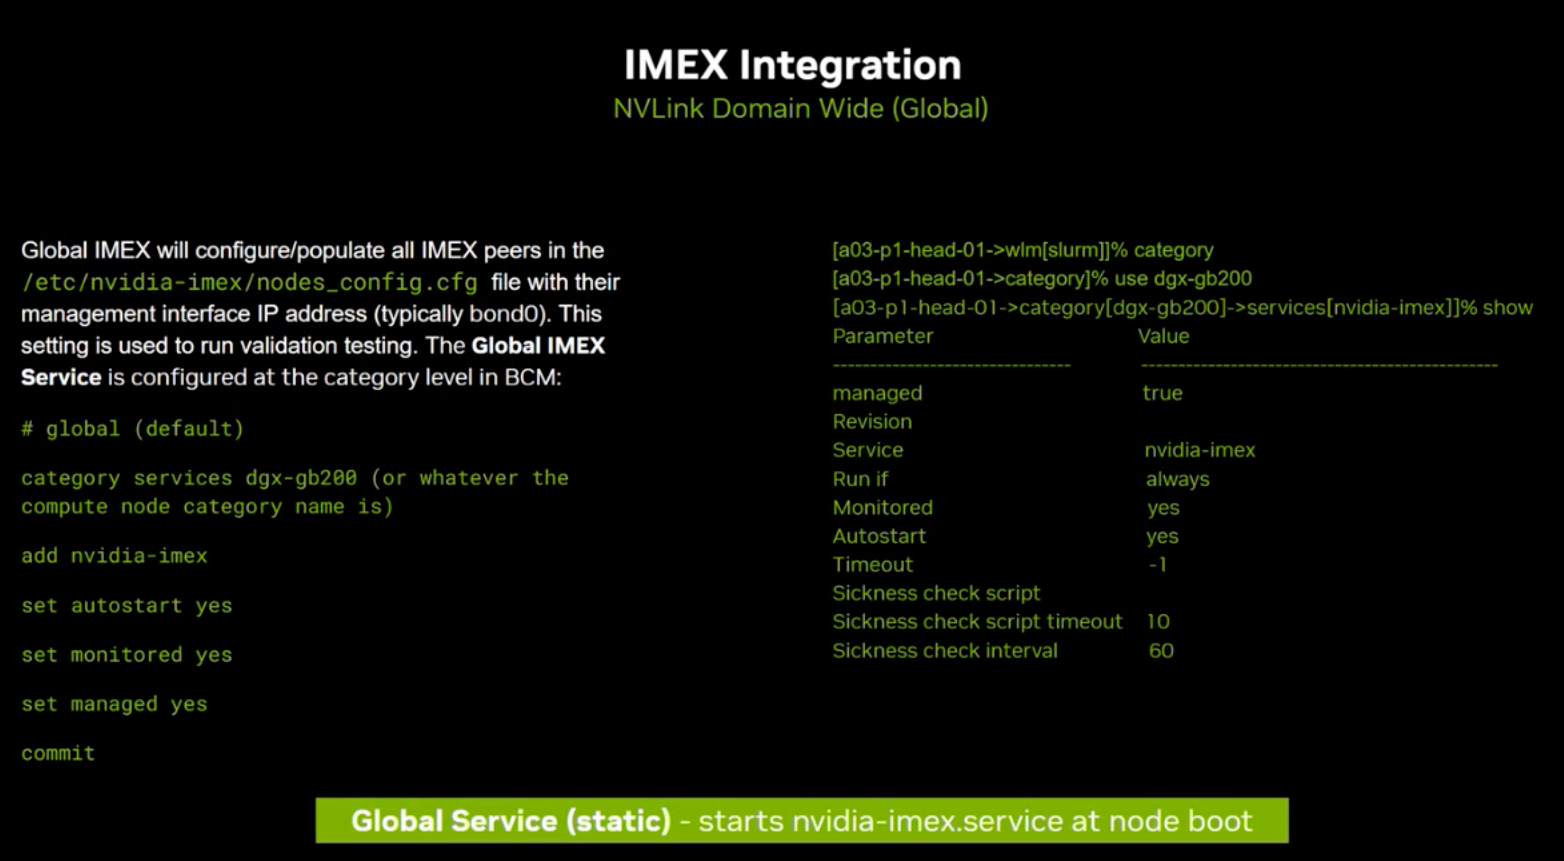 IMEX Integration
NVLink Domain Wide (Global)
Global IMEX will configure/populate all IMEX peers in the
/etc/nvidia-imex/nodes_config.cfg file with their
management interface IP address (typically bond0). This
setting is used to run validation testing. The Global IMEX
Service is configured at the category level in BCM:
# global (default)
category services dgx-gb200 (or whatever the
compute node category name is)
add nvidia-imex
set autostart yes
set monitored yes
set managed yes
commit
[a03-p1-head-01->wlm[slurm]]% category
[a03-p1-head-01->category]% use dgx-gb200
[a03-p1-head-01->category[dgx-gb200]->services[nvidia-imex]]% show
Parameter Value
-------------------------------- ------------------------------------------------
managed true
Revision
Service nvidia-imex
Run if always
Monitored yes
Autostart yes
Timeout -1
Sickness check script
Sickness check script timeout 10
Sickness check interval 60
Global Service (static) - starts nvidia-imex.service at node boot